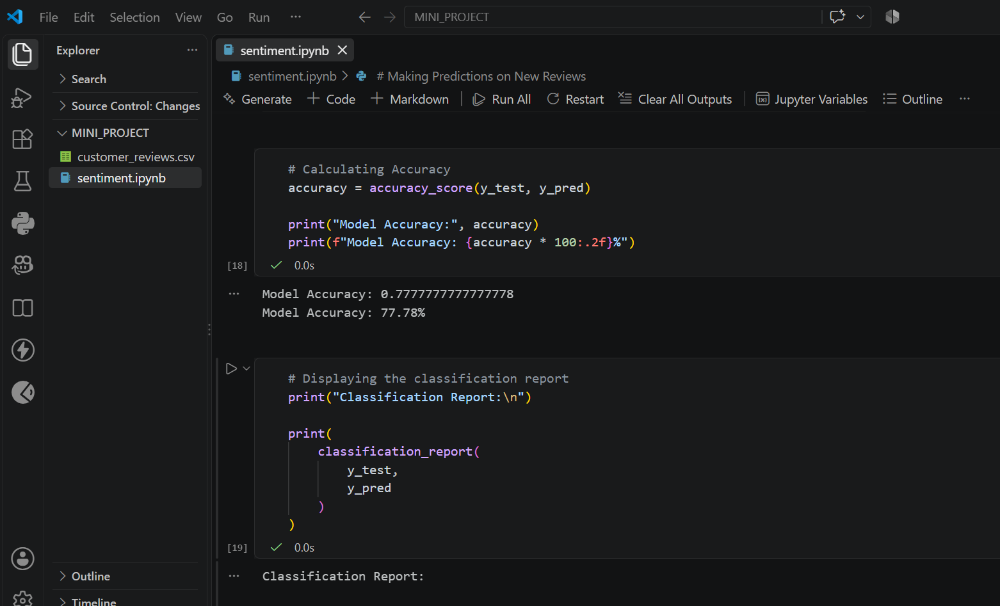 File Edit Selection View Go Run ···
MINI_PROJECT
Explorer ···
Search
Source Control: Changes
MINI_PROJECT
customer_reviews.csv
sentiment.ipynb
Outline
Timeline
sentiment.ipynb
sentiment.ipynb > # Making Predictions on New Reviews
Generate + Code + Markdown | Run All Restart Clear All Outputs | Jupyter Variables Outline ···
# Calculating Accuracy
accuracy = accuracy_score(y_test, y_pred)
print("Model Accuracy:", accuracy)
print(f"Model Accuracy: {accuracy * 100:.2f}%")
[18] ✓ 0.0s
··· Model Accuracy: 0.7777777777777778
Model Accuracy: 77.78%
# Displaying the classification report
print("Classification Report:\n")
print(
    classification_report(
        y_test,
        y_pred
    )
)
[19] ✓ 0.0s
··· Classification Report: